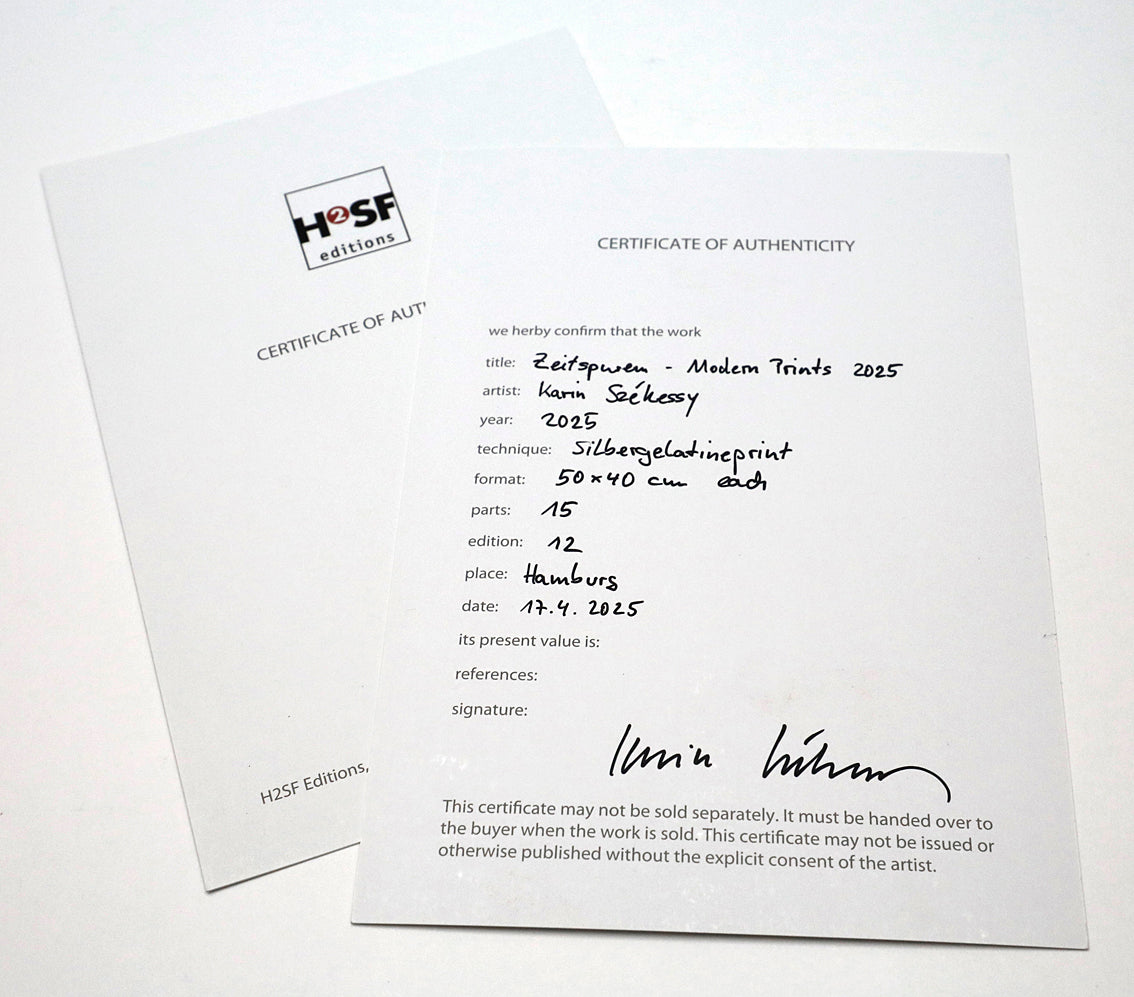 H2SF
editions
CERTIFICATE OF AUT
H2SF Editions,
CERTIFICATE OF AUTHENTICITY
we herby confirm that the work
title: Zeitspuren - Modern Prints 2025
artist: Karin Székessy
year: 2025
technique: Silbergelatineprint
format: 50 x 40 cm each
parts: 15
edition: 12
place: Hamburg
date: 17.4. 2025
its present value is:
references:
signature:
Karin
This certificate may not be sold separately. It must be handed over to
the buyer when the work is sold. This certificate may not be issued or
otherwise published without the explicit consent of the artist.